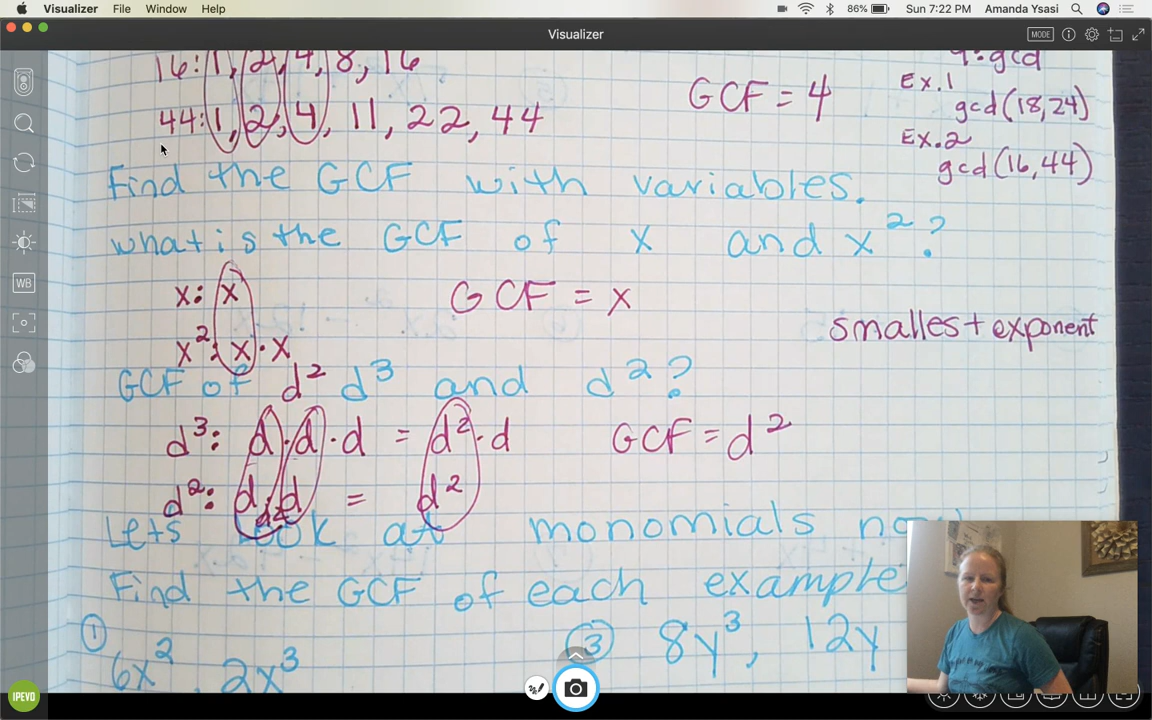 Visualizer File Window Help 86% Sun 7:22 PM Amanda Ysasi
Visualizer
MODE
16: 1, 2, 4, 8, 16
44: 1, 2, 4, 11, 22, 44
GCF = 4
gcd
Ex.1
gcd(18,24)
Ex.2
gcd(16,44)
Find the GCF with variables.
what is the GCF of x and x²?
x: x
GCF = x
smallest exponent
x²: x · x
GCF of d² d³ and d²?
d³: d · d · d = d² · d
GCF = d²
d²: d · d = d²
Lets look at monomials
Find the GCF of each example
① 6x², 2x³
③ 8y³, 12y
WB
IPEVO